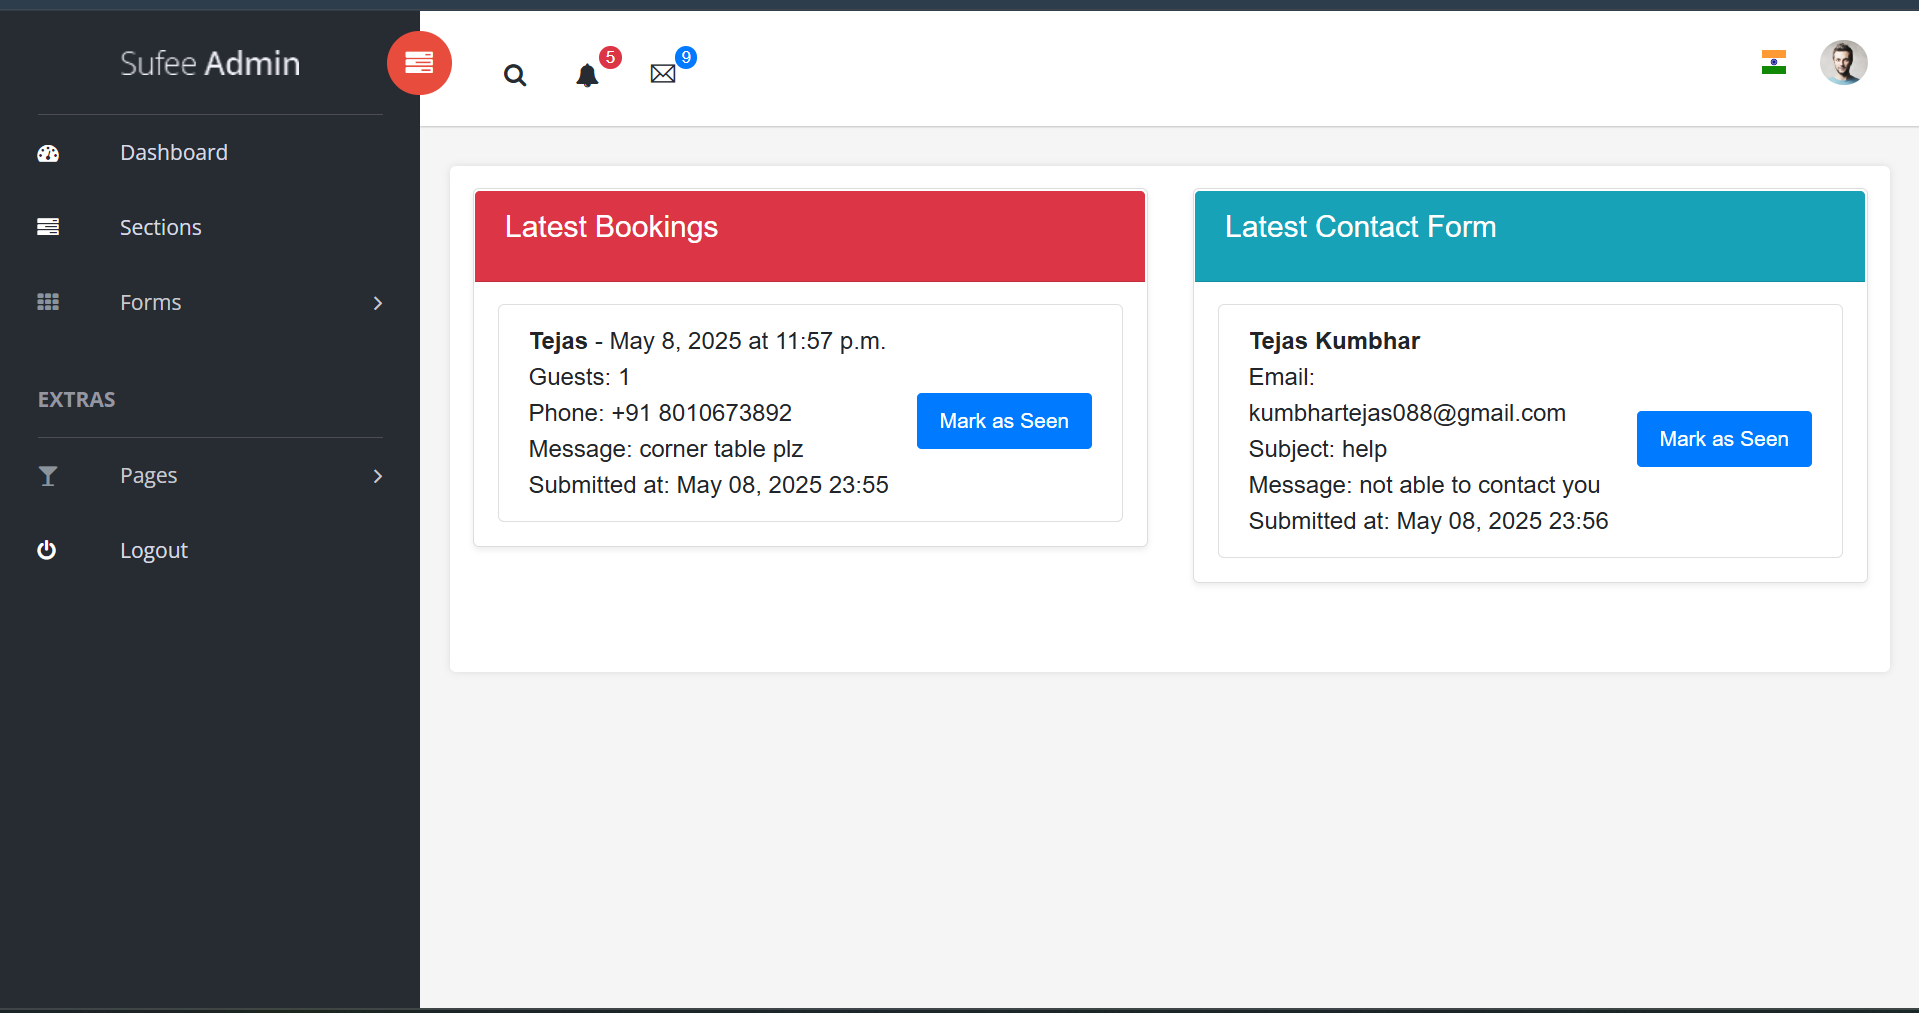 Sufee Admin
5
9
Dashboard
Sections
Forms
EXTRAS
Pages
Logout
Latest Bookings
Tejas - May 8, 2025 at 11:57 p.m.
Guests: 1
Phone: +91 8010673892
Message: corner table plz
Submitted at: May 08, 2025 23:55
Mark as Seen
Latest Contact Form
Tejas Kumbhar
Email:
kumbhartejas088@gmail.com
Subject: help
Message: not able to contact you
Submitted at: May 08, 2025 23:56
Mark as Seen